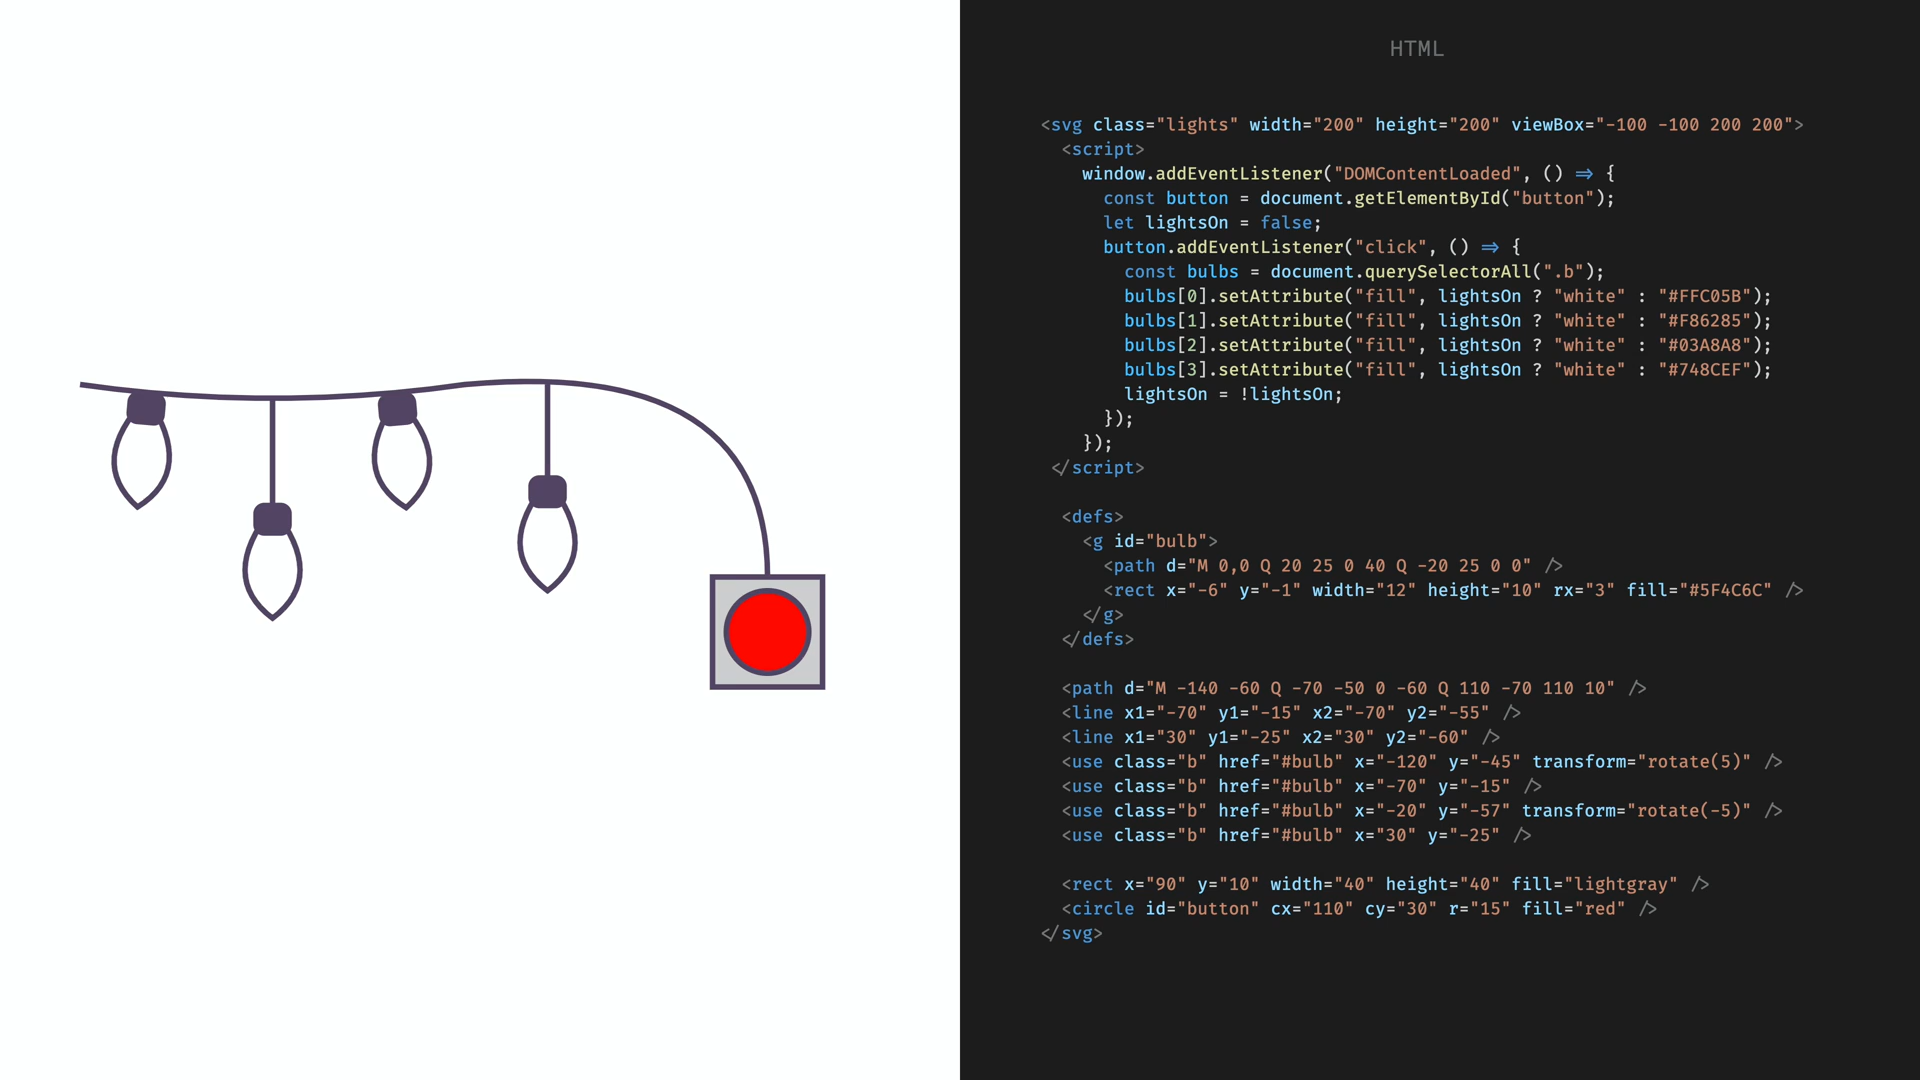 HTML
<svg class="lights" width="200" height="200" viewBox="-100 -100 200 200">
<script>
window.addEventListener("DOMContentLoaded", () => {
const button = document.getElementById("button");
let lightsOn = false;
button.addEventListener("click", () => {
const bulbs = document.querySelectorAll(".b");
bulbs[0].setAttribute("fill", lightsOn ? "white" : "#FFC05B");
bulbs[1].setAttribute("fill", lightsOn ? "white" : "#F86285");
bulbs[2].setAttribute("fill", lightsOn ? "white" : "#03A8A8");
bulbs[3].setAttribute("fill", lightsOn ? "white" : "#748CEF");
lightsOn = !lightsOn;
});
});
</script>
<defs>
<g id="bulb">
<path d="M 0,0 Q 20 25 0 40 Q -20 25 0 0" />
<rect x="-6" y="-1" width="12" height="10" rx="3" fill="#5F4C6C" />
</g>
</defs>
<path d="M -140 -60 Q -70 -50 0 -60 Q 110 -70 110 10" />
<line x1="-70" y1="-15" x2="-70" y2="-55" />
<line x1="30" y1="-25" x2="30" y2="-60" />
<use class="b" href="#bulb" x="-120" y="-45" transform="rotate(5)" />
<use class="b" href="#bulb" x="-70" y="-15" />
<use class="b" href="#bulb" x="-20" y="-57" transform="rotate(-5)" />
<use class="b" href="#bulb" x="30" y="-25" />
<rect x="90" y="10" width="40" height="40" fill="lightgray" />
<circle id="button" cx="110" cy="30" r="15" fill="red" />
</svg>